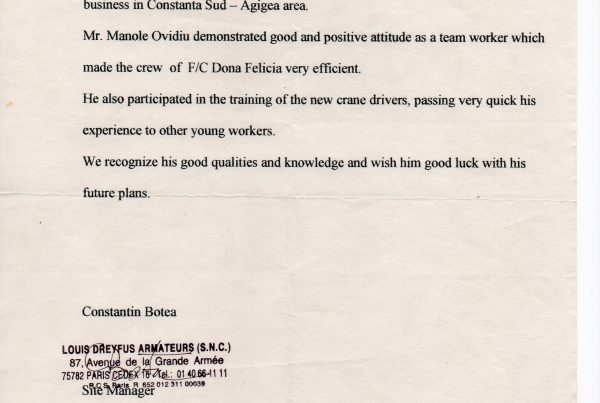 business in Constanta Sud – Agigea area.
Mr. Manole Ovidiu demonstrated good and positive attitude as a team worker which
made the crew of F/C Dona Felicia very efficient.
He also participated in the training of the new crane drivers, passing very quick his
experience to other young workers.
We recognize his good qualities and knowledge and wish him good luck with his
future plans.
Constantin Botea
LOUIS DREYFUS ARMATEURS (S.N.C.)
87, Avenue de la Grande Armée
75782 PARIS CEDEX 16 - Tel.: 01 40 66 11 11
R.C.S. Paris R 652 012 311 00039
Site Manager